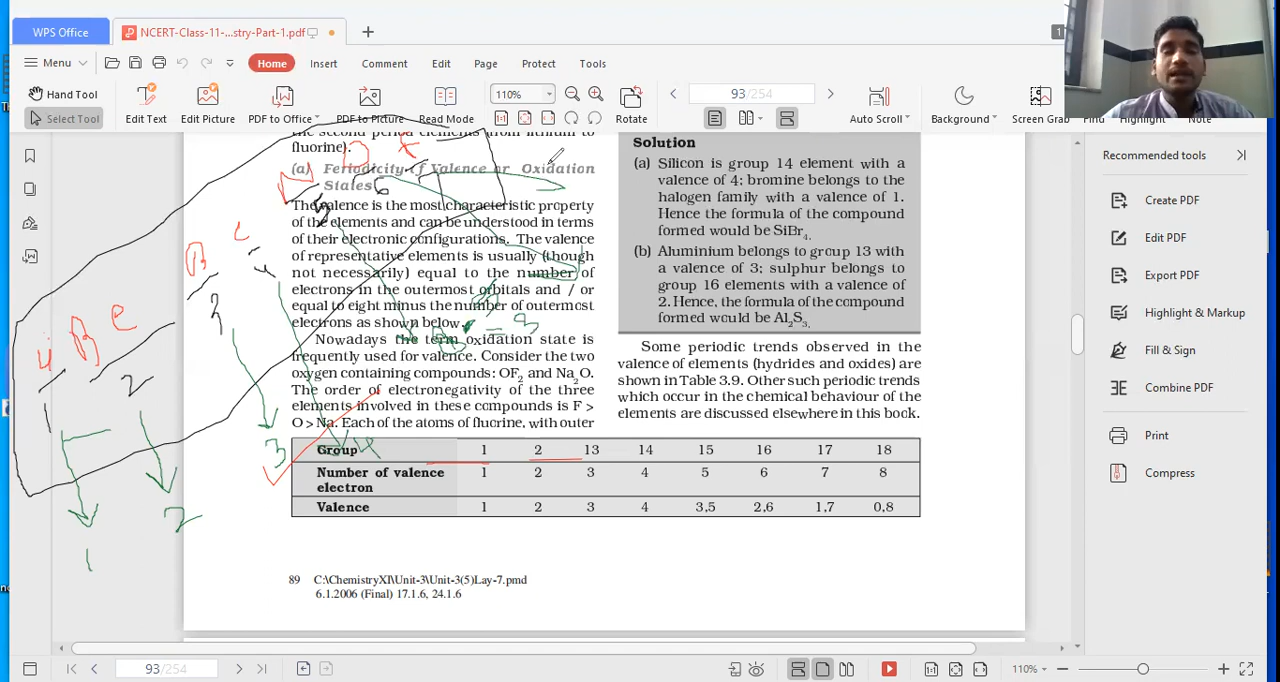 WPS Office
NCERT-Class-11-...stry-Part-1.pdf
Menu
Home Insert Comment Edit Page Protect Tools
Hand Tool
Select Tool
Edit Text Edit Picture PDF to Office PDF to Picture Read Mode
110%
Rotate
93/254
Auto Scroll Background Screen Grab Find Highlight Note
fluorine).
(a) Periodicity of Valence or Oxidation
States
The valence is the most characteristic property
of the elements and can be understood in terms
of their electronic configurations. The valence
of representative elements is usually (though
not necessarily) equal to the number of
electrons in the outermost orbitals and / or
equal to eight minus the number of outermost
electrons as shown below.
Nowadays the term oxidation state is
frequently used for valence. Consider the two
oxygen containing compounds: OF2 and Na2O.
The order of electronegativity of the three
elements involved in these compounds is F >
O > Na. Each of the atoms of fluorine, with outer
Solution
(a) Silicon is group 14 element with a
valence of 4; bromine belongs to the
halogen family with a valence of 1.
Hence the formula of the compound
formed would be SiBr4.
(b) Aluminium belongs to group 13 with
a valence of 3; sulphur belongs to
group 16 elements with a valence of
2. Hence, the formula of the compound
formed would be Al2S3.
Some periodic trends observed in the
valence of elements (hydrides and oxides) are
shown in Table 3.9. Other such periodic trends
which occur in the chemical behaviour of the
elements are discussed elsewhere in this book.
Group 1 2 13 14 15 16 17 18
Number of valence 1 2 3 4 5 6 7 8
electron
Valence 1 2 3 4 3,5 2,6 1,7 0,8
89 C:\ChemistryXI\Unit-3\Unit-3(5)Lay-7.pmd
6.1.2006 (Final) 17.1.6, 24.1.6
Recommended tools
Create PDF
Edit PDF
Export PDF
Highlight & Markup
Fill & Sign
Combine PDF
Print
Compress
93/254
110%